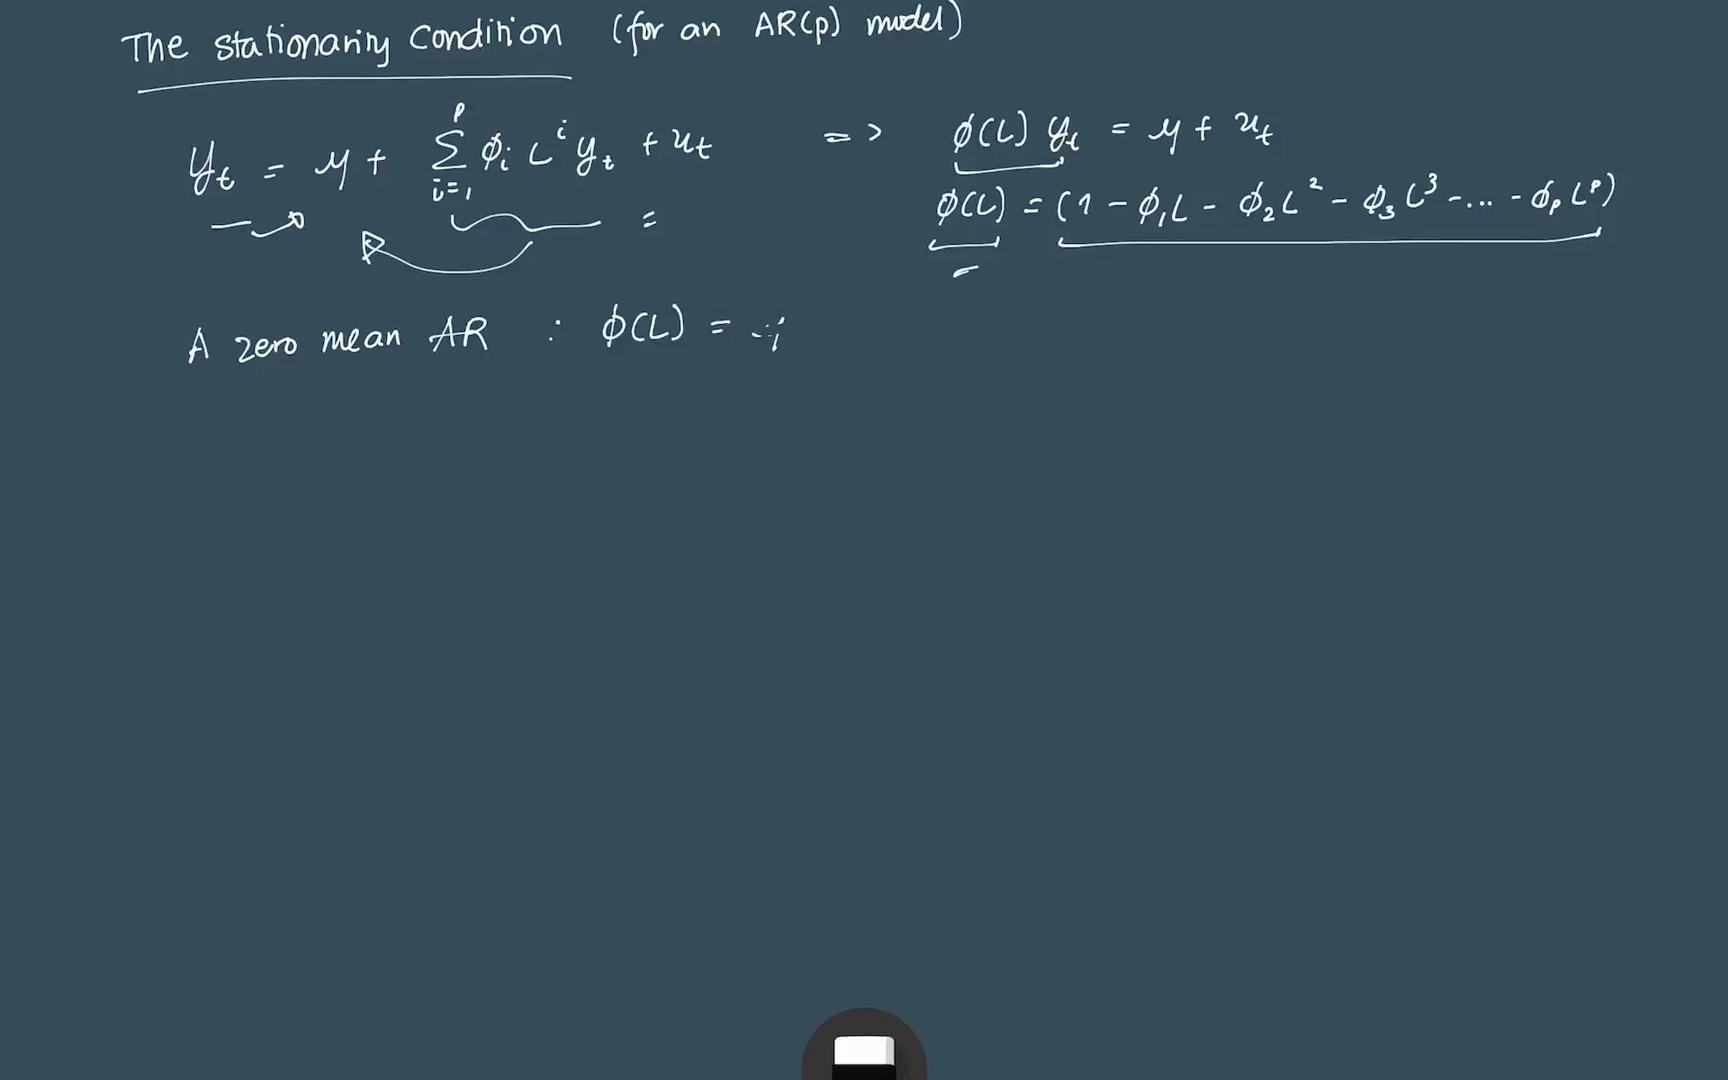 The stationarity condition (for an AR(p) model)
y_t = μ + Σ_{i=1}^{p} ϕ_i L^i y_t + u_t => ϕ(L) y_t = μ + u_t
ϕ(L) = (1 - ϕ_1 L - ϕ_2 L^2 - ϕ_3 L^3 - ... - ϕ_p L^p)
A zero mean AR : ϕ(L) =